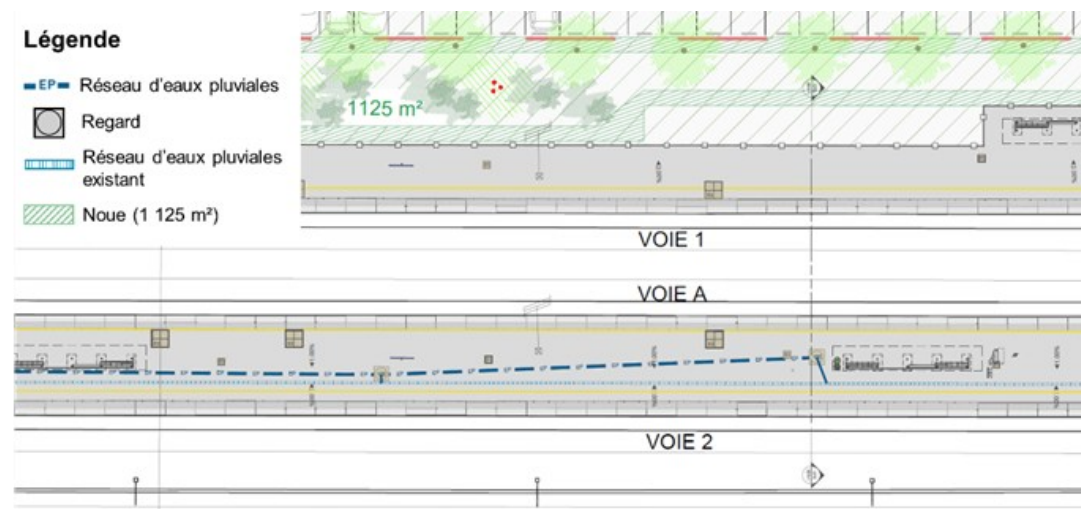 Légende
EP
Réseau d'eaux pluviales
Regard
Réseau d'eaux pluviales
existant
Noue (1 125 m²)
1125 m²
VOIE 1
VOIE A
VOIE 2